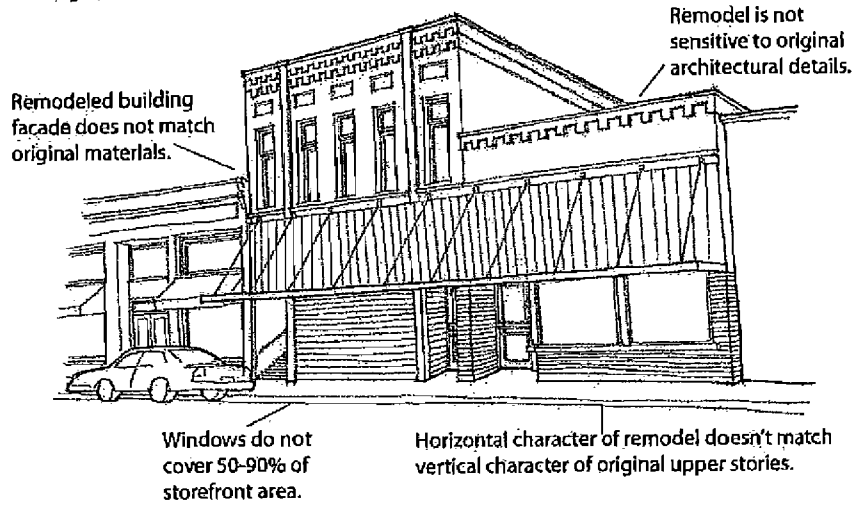 Remodel is not
sensitive to original
architectural details.
Remodeled building
façade does not match
original materials.
Windows do not
cover 50-90% of
storefront area.
Horizontal character of remodel doesn't match
vertical character of original upper stories.